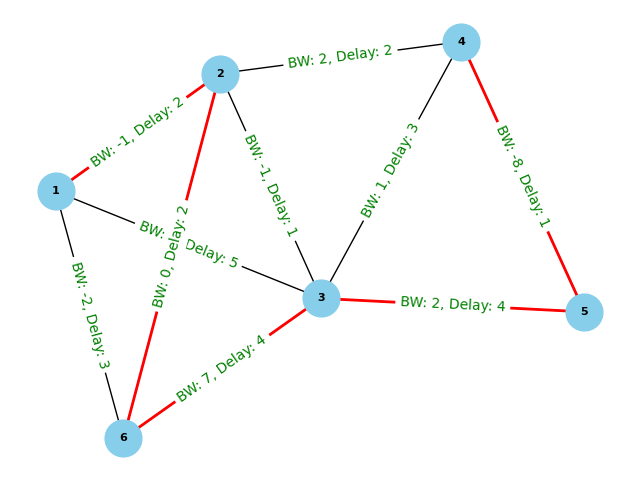 4
BW: 2, Delay: 2
2
BW: -1, Delay: 2
BW: -8, Delay: 1
BW: -1, Delay: 1
BW: 1, Delay: 3
1
BW: Delay: 5
BW: 0, Delay: 2
3
BW: 2, Delay: 4
5
BW: -2, Delay: 3
BW: 7, Delay: 4
6